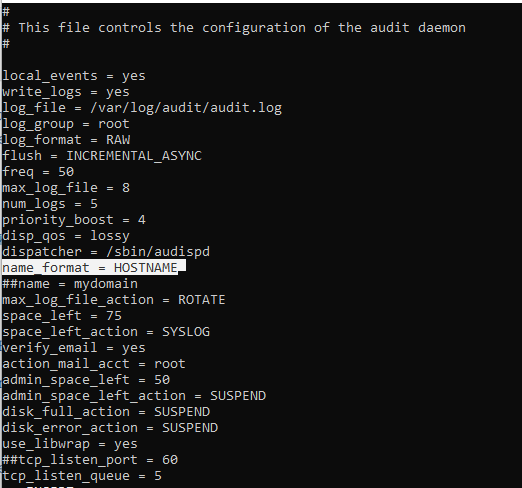 #
# This file controls the configuration of the audit daemon
#
local_events = yes
write_logs = yes
log_file = /var/log/audit/audit.log
log_group = root
log_format = RAW
flush = INCREMENTAL_ASYNC
freq = 50
max_log_file = 8
num_logs = 5
priority_boost = 4
disp_qos = lossy
dispatcher = /sbin/audispd
name_format = HOSTNAME
##name = mydomain
max_log_file_action = ROTATE
space_left = 75
space_left_action = SYSLOG
verify_email = yes
action_mail_acct = root
admin_space_left = 50
admin_space_left_action = SUSPEND
disk_full_action = SUSPEND
disk_error_action = SUSPEND
use_libwrap = yes
##tcp_listen_port = 60
tcp_listen_queue = 5